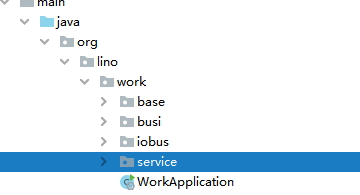 main
java
org
lino
work
base
busi
iobus
service
WorkApplication